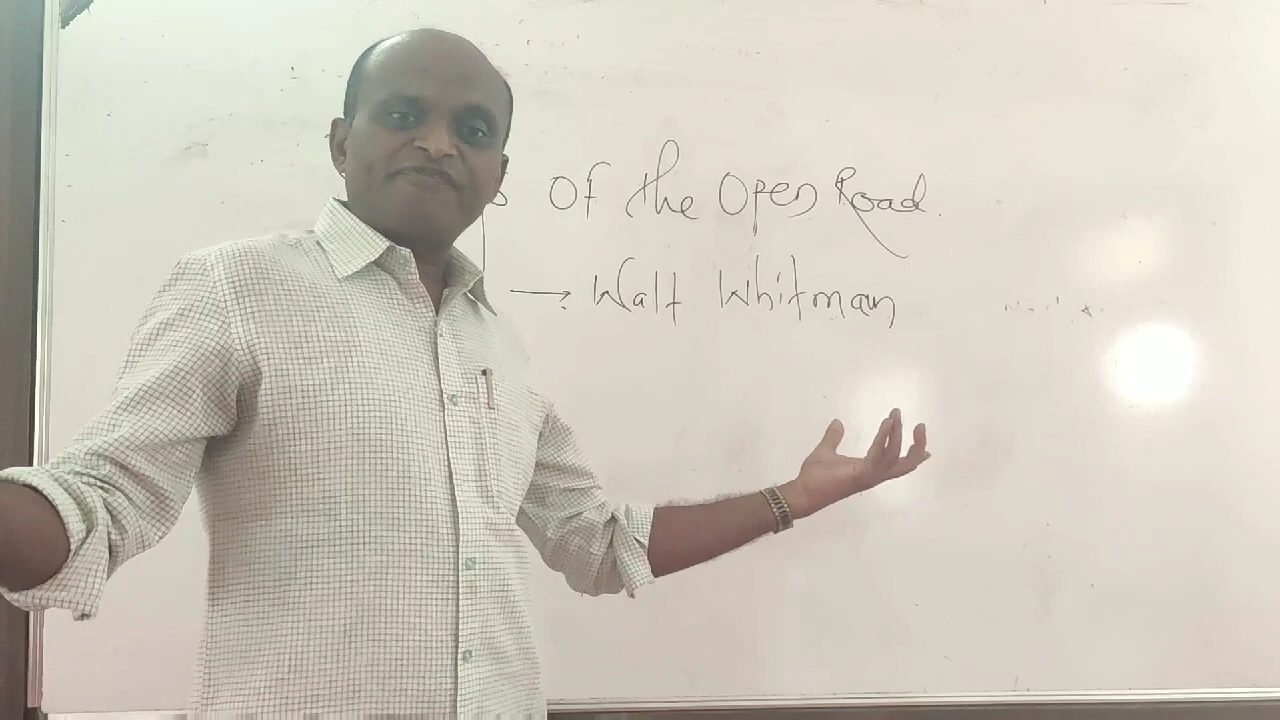 Of the Open Road.
→ Walt Whitman